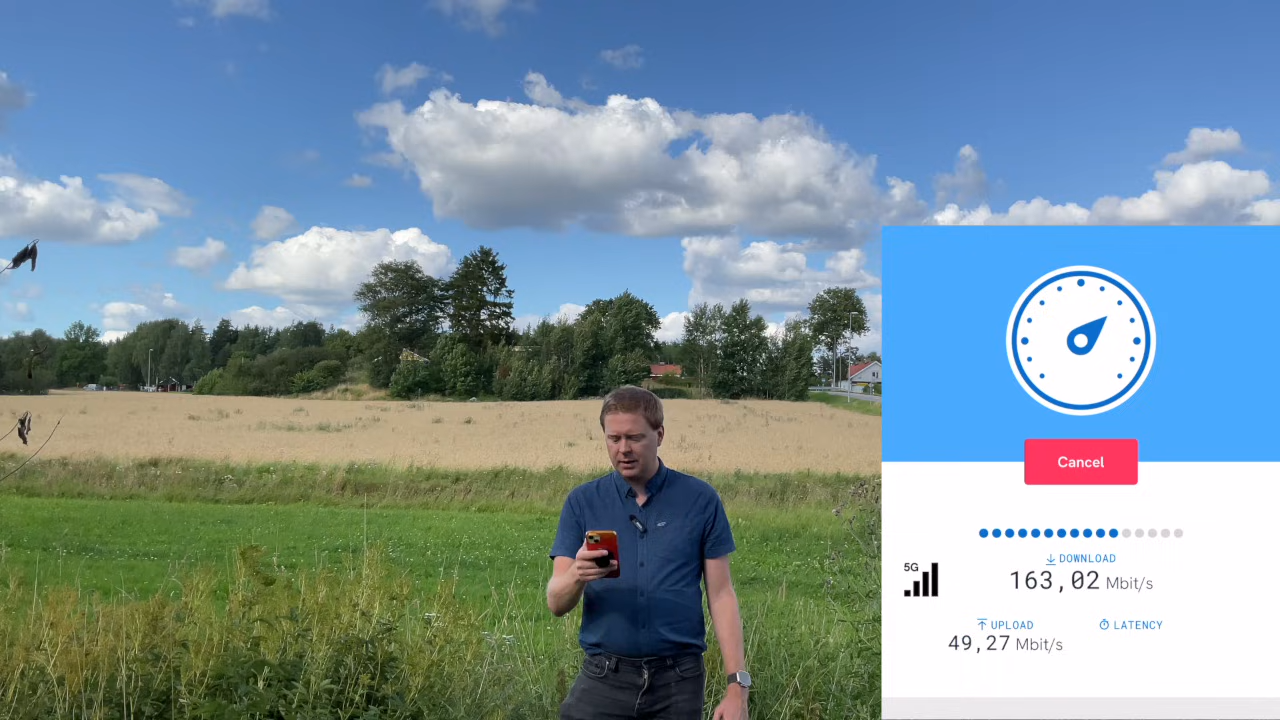 Cancel
5G
DOWNLOAD
163,02 Mbit/s
UPLOAD
LATENCY
49,27 Mbit/s